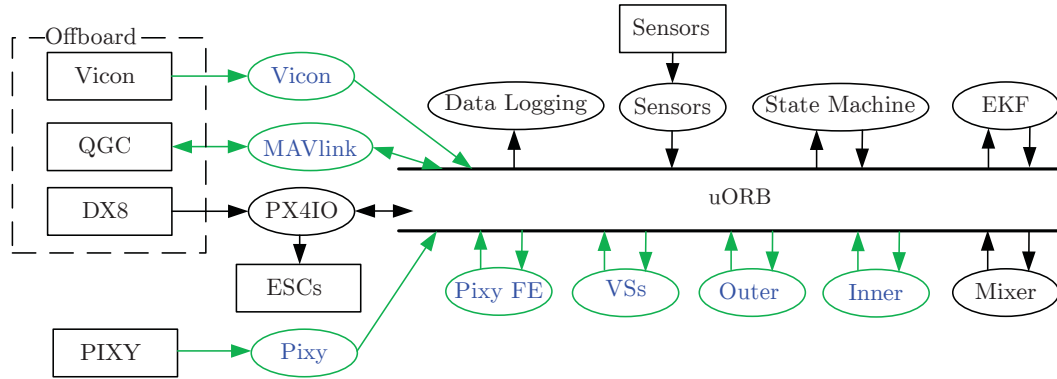 Offboard
Sensors
Vicon
Vicon
Data Logging
Sensors
State Machine
EKF
QGC
MAVlink
DX8
PX4IO
uORB
ESCs
Pixy FE
VSs
Outer
Inner
Mixer
PIXY
Pixy